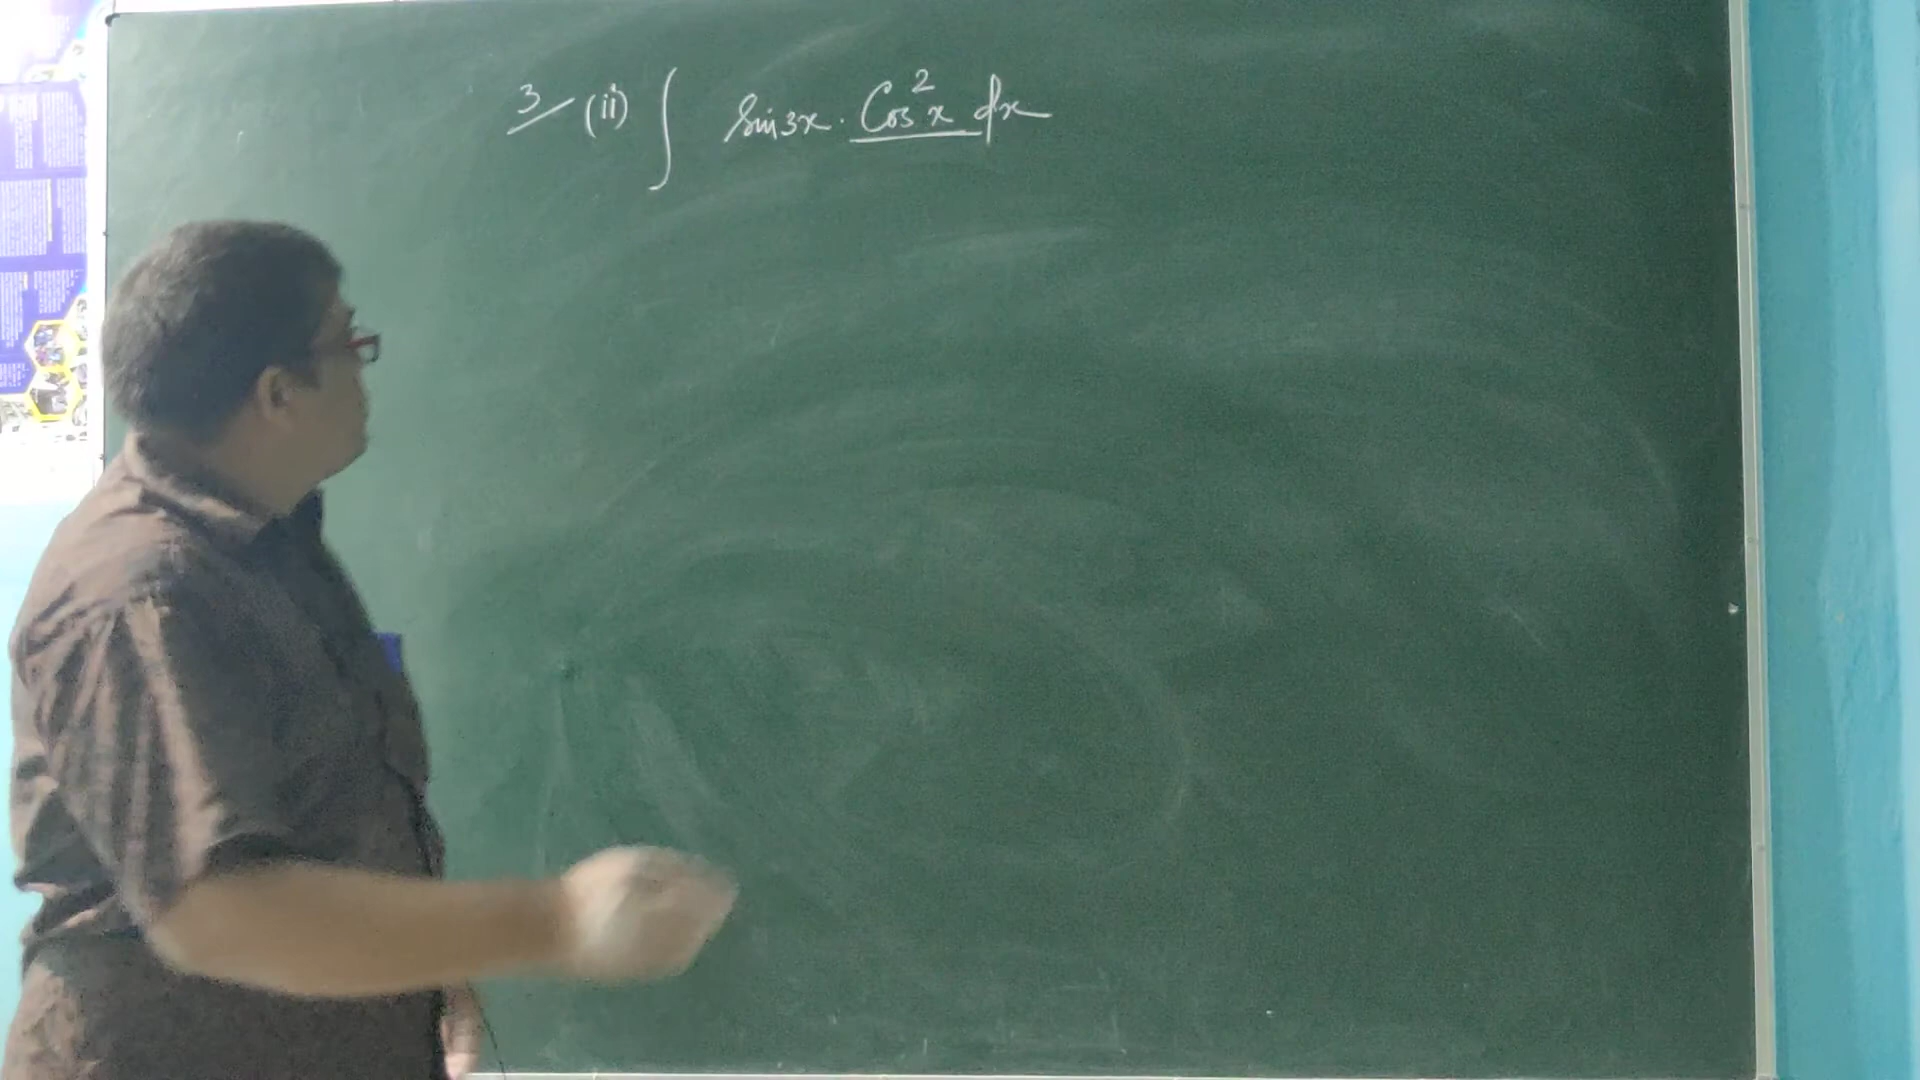 3/ (ii) ∫ Sin3x · Cos²x dx